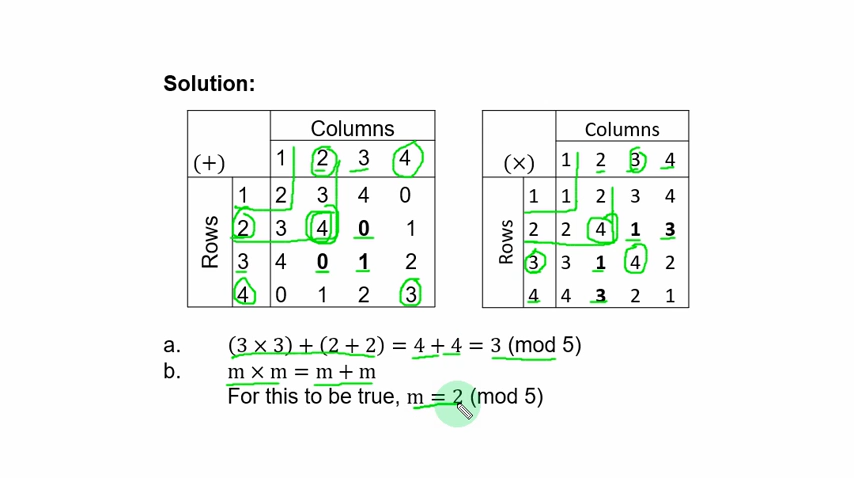 Solution:
Columns Columns
(+) 1 2 3 4 (×) 1 2 3 4
Rows 1 2 3 4 0 Rows 1 1 2 3 4
2 3 4 0 1 2 2 4 1 3
3 4 0 1 2 3 3 1 4 2
4 0 1 2 3 4 4 3 2 1
a. (3 × 3) + (2 + 2) = 4 + 4 = 3 (mod 5)
b. m × m = m + m
For this to be true, m = 2 (mod 5)